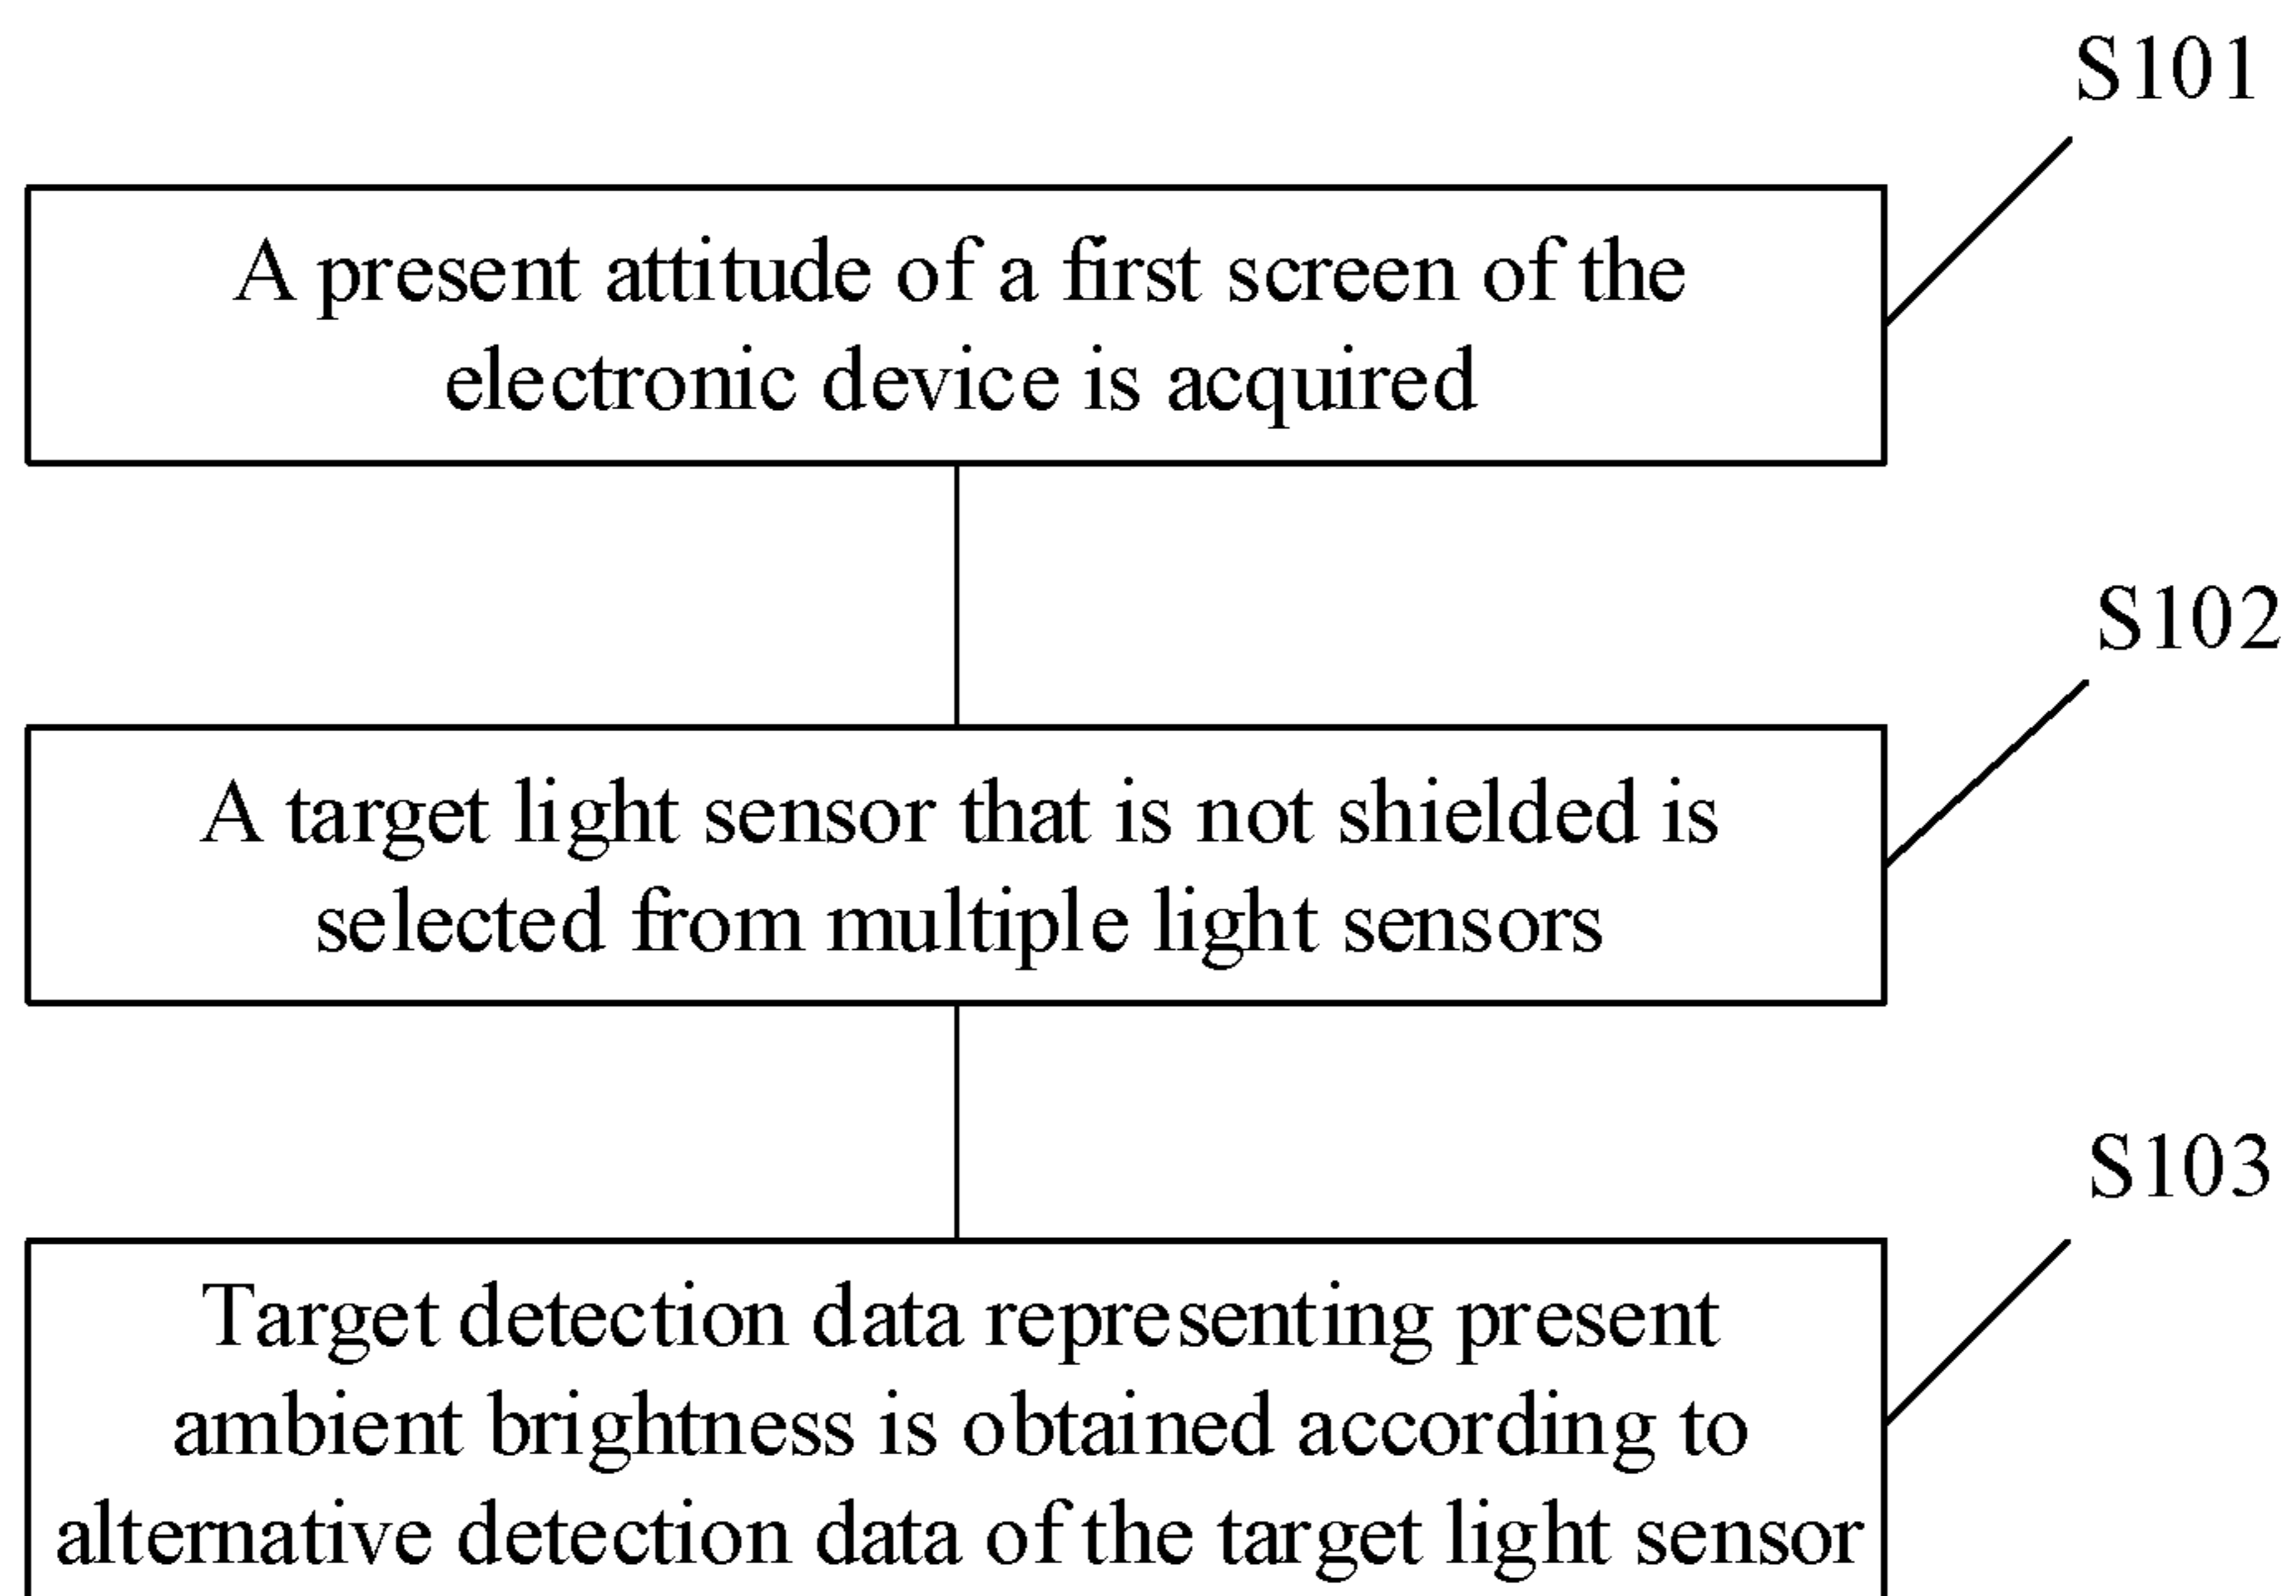 S101
A present attitude of a first screen of the
electronic device is acquired
S102
A target light sensor that is not shielded is
selected from multiple light sensors
S103
Target detection data representing present
ambient brightness is obtained according to
alternative detection data of the target light sensor